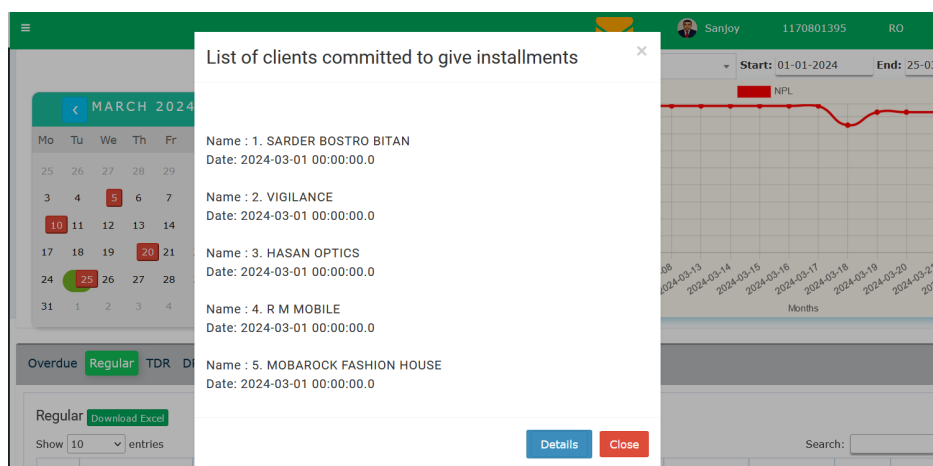 Sanjoy 1170801395 RO
List of clients committed to give installments ×
Start: 01-01-2024 End: 25-03
NPL
MARCH 2024
Mo Tu We Th Fr
25 26 27 28 29
3 4 5 6 7
10 11 12 13 14
17 18 19 20 21
24 25 26 27 28
31 1 2 3 4
Name : 1. SARDER BOSTRO BITAN
Date: 2024-03-01 00:00:00.0
Name : 2. VIGILANCE
Date: 2024-03-01 00:00:00.0
Name : 3. HASAN OPTICS
Date: 2024-03-01 00:00:00.0
Name : 4. R M MOBILE
Date: 2024-03-01 00:00:00.0
Name : 5. MOBAROCK FASHION HOUSE
Date: 2024-03-01 00:00:00.0
Details Close
2024-03-13 2024-03-14 2024-03-15 2024-03-16 2024-03-17 2024-03-18 2024-03-19 2024-03-20
Months
Overdue Regular TDR
Regular Download Excel
Show 10 entries
Search: